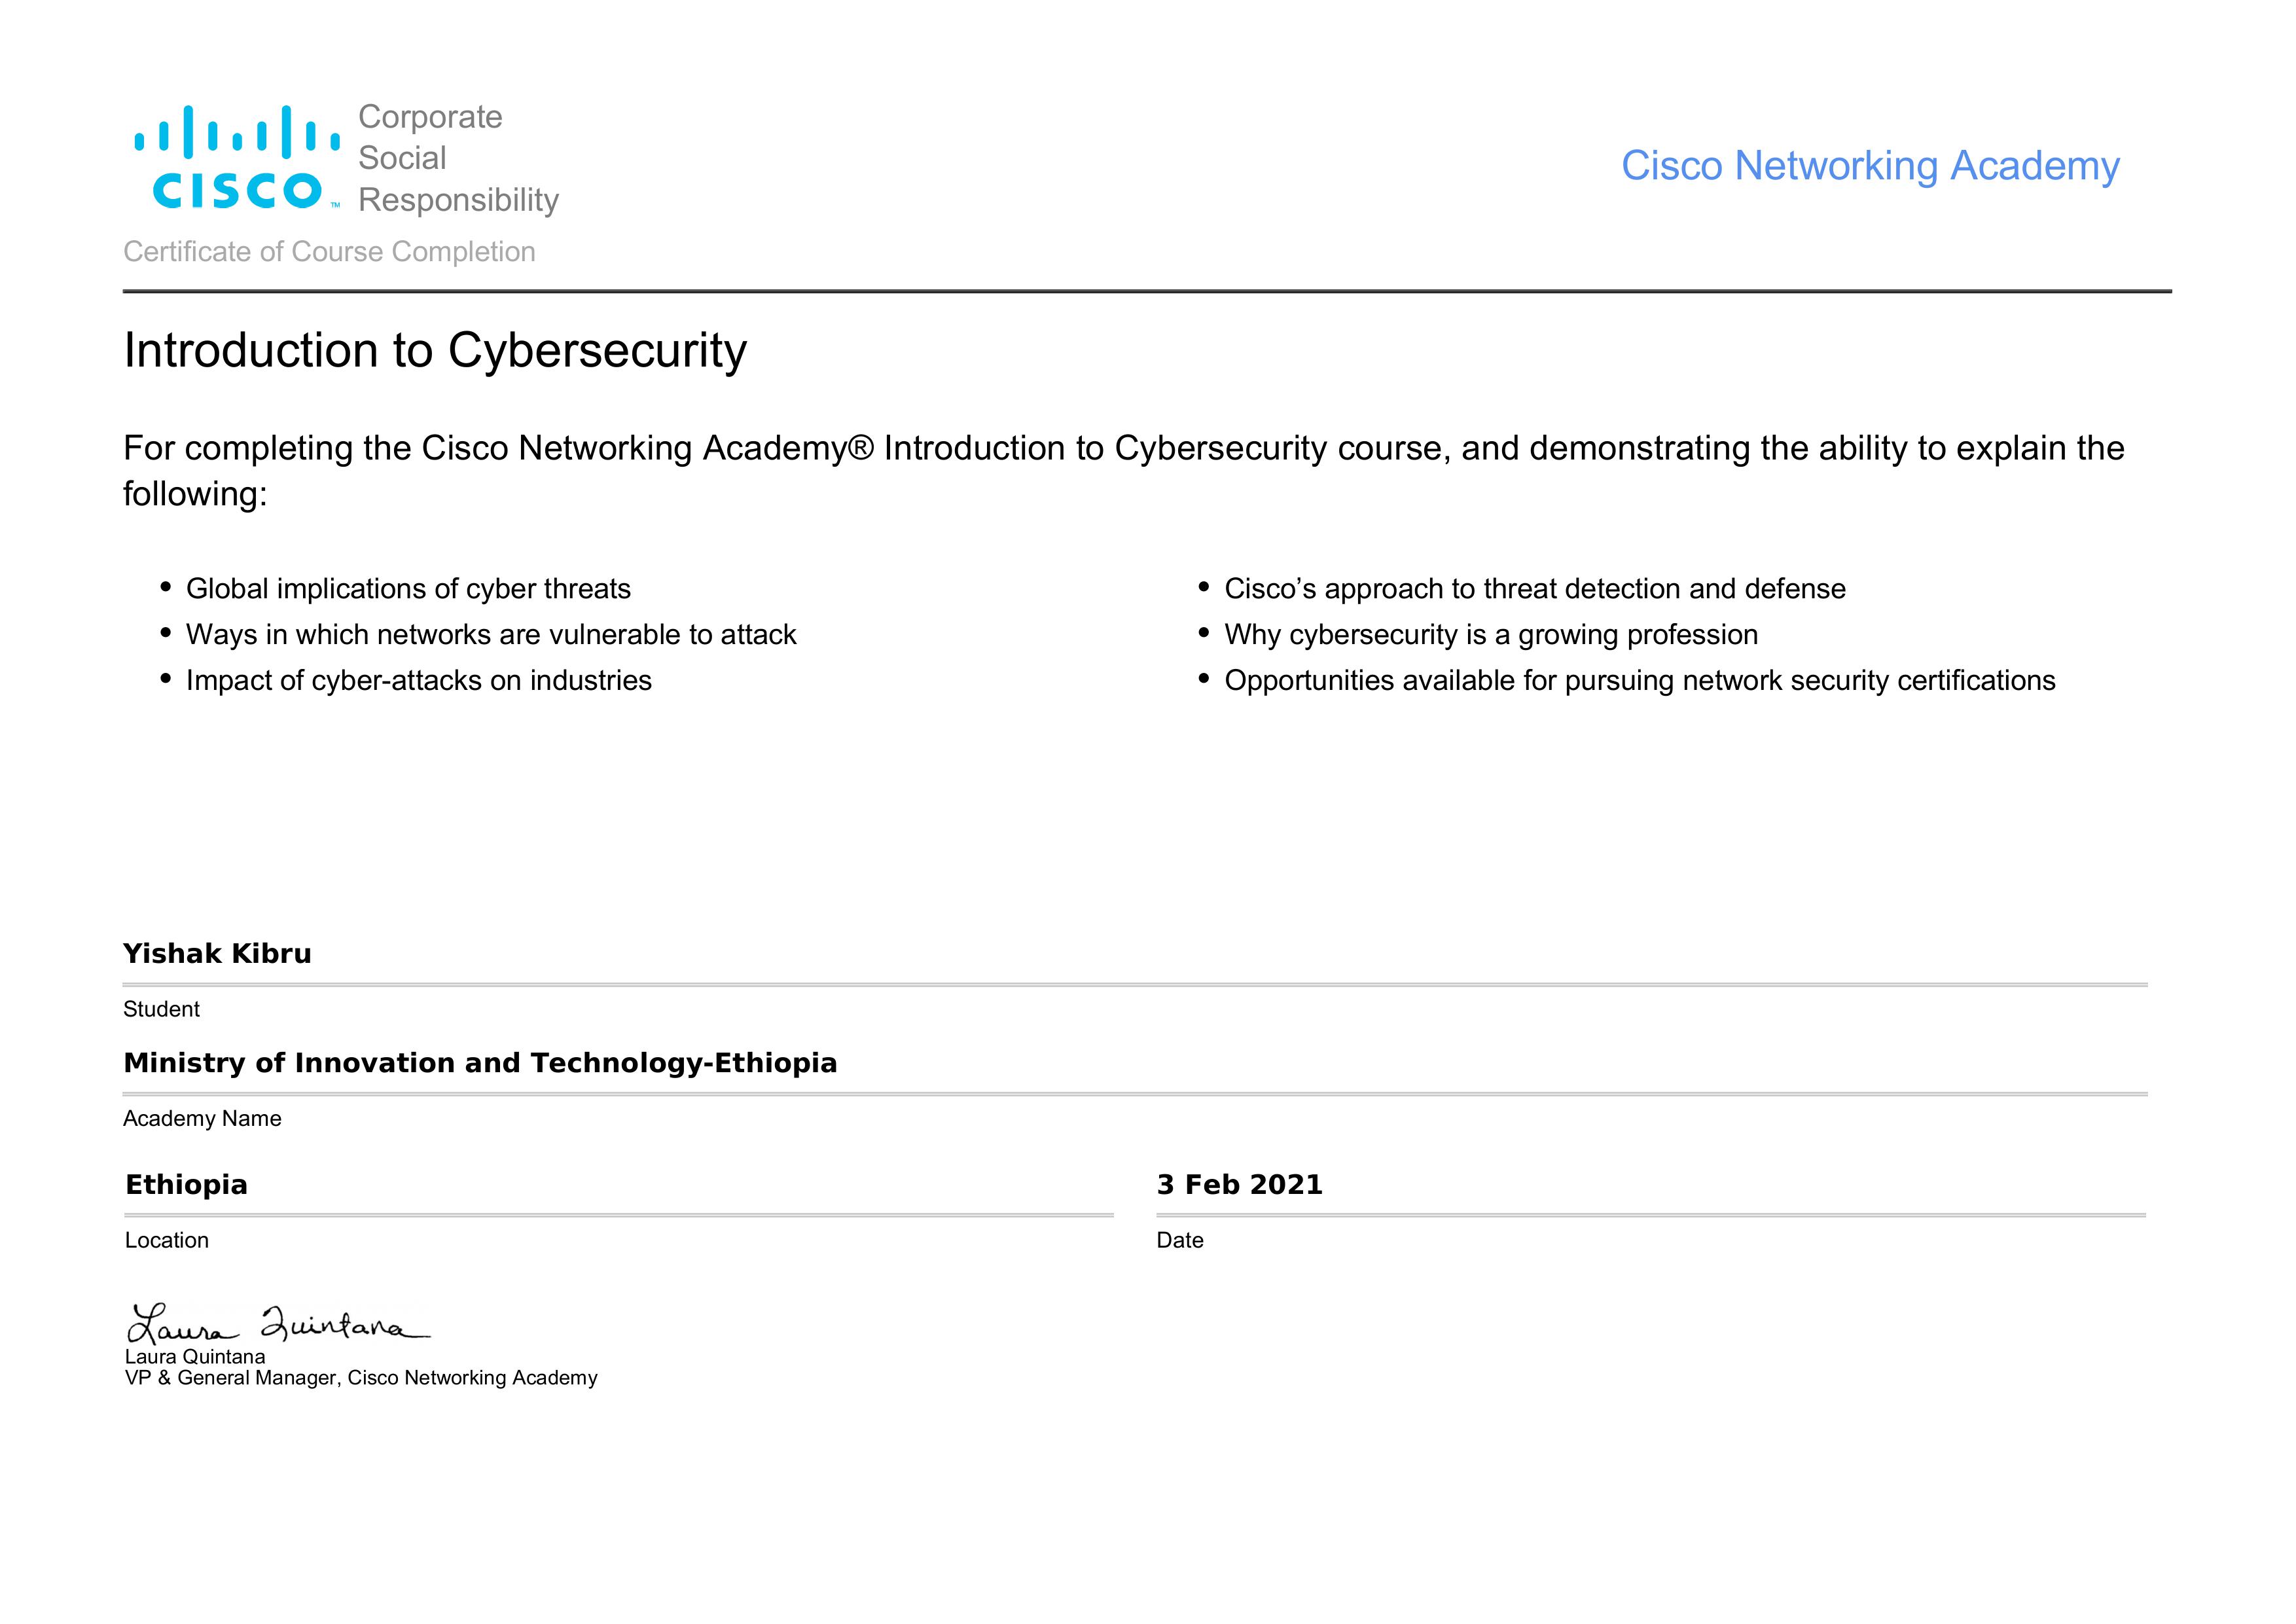 CISCO™
Corporate
Social
Responsibility
Cisco Networking Academy
Certificate of Course Completion
Introduction to Cybersecurity
For completing the Cisco Networking Academy® Introduction to Cybersecurity course, and demonstrating the ability to explain the
following:
• Global implications of cyber threats
• Ways in which networks are vulnerable to attack
• Impact of cyber-attacks on industries
• Cisco’s approach to threat detection and defense
• Why cybersecurity is a growing profession
• Opportunities available for pursuing network security certifications
Yishak Kibru
Student
Ministry of Innovation and Technology-Ethiopia
Academy Name
Ethiopia
Location
3 Feb 2021
Date
Laura Quintana
Laura Quintana
VP & General Manager, Cisco Networking Academy